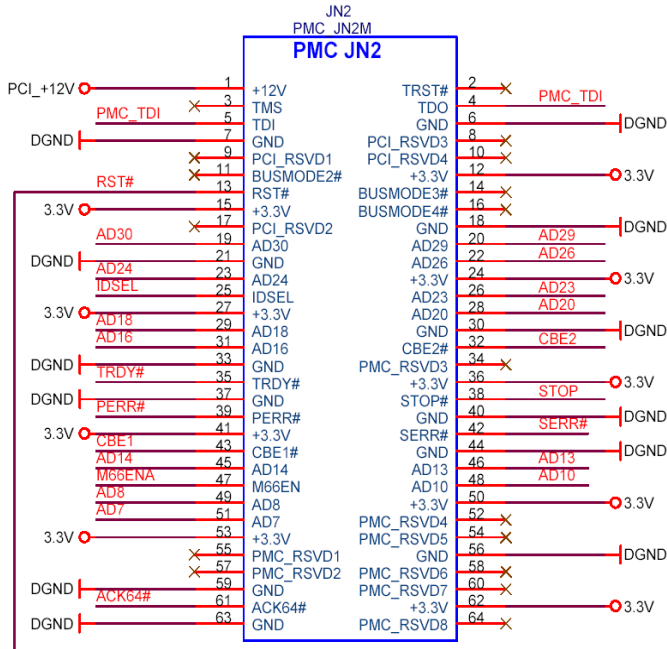 JN2
PMC JN2M
PMC JN2
PCI_+12V 1 +12V TRST# 2
3 TMS TDO 4 PMC_TDI
PMC_TDI 5 TDI GND 6 DGND
DGND 7 GND PCI_RSVD3 8
9 PCI_RSVD1 PCI_RSVD4 10
11 BUSMODE2# +3.3V 12 3.3V
RST# 13 RST# BUSMODE3# 14
3.3V 15 +3.3V BUSMODE4# 16
17 PCI_RSVD2 GND 18 DGND
AD30 19 AD30 AD29 20 AD29
DGND 21 GND AD26 22 AD26
AD24 23 AD24 +3.3V 24 3.3V
IDSEL 25 IDSEL AD23 26 AD23
3.3V 27 +3.3V AD20 28 AD20
AD18 29 AD18 GND 30 DGND
AD16 31 AD16 CBE2# 32 CBE2
DGND 33 GND PMC_RSVD3 34
TRDY# 35 TRDY# +3.3V 36 3.3V
DGND 37 GND STOP# 38 STOP
PERR# 39 PERR# GND 40 DGND
3.3V 41 +3.3V SERR# 42 SERR#
CBE1 43 CBE1# GND 44 DGND
AD14 45 AD14 AD13 46 AD13
M66ENA 47 M66EN AD10 48 AD10
AD8 49 AD8 +3.3V 50 3.3V
AD7 51 AD7 PMC_RSVD4 52
3.3V 53 +3.3V PMC_RSVD5 54
55 PMC_RSVD1 GND 56 DGND
57 PMC_RSVD2 PMC_RSVD6 58
DGND 59 GND PMC_RSVD7 60
ACK64# 61 ACK64# +3.3V 62 3.3V
DGND 63 GND PMC_RSVD8 64